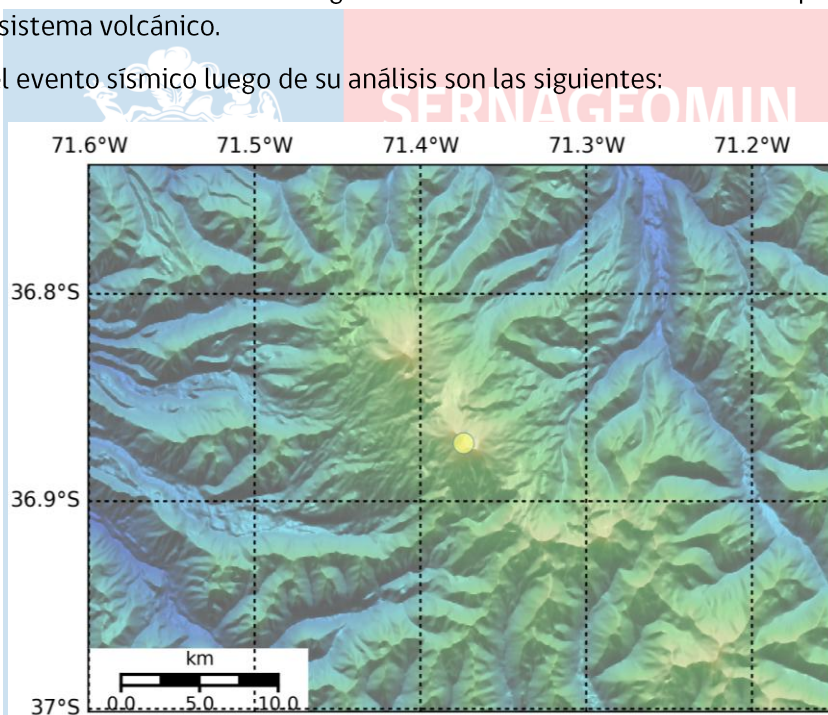 sistema volcánico.
el evento sísmico luego de su análisis son las siguientes:
SERNAGEOMIN
71.6°W 71.5°W 71.4°W 71.3°W 71.2°W
36.8°S
36.9°S
37°S
km
0.0 5.0 10.0